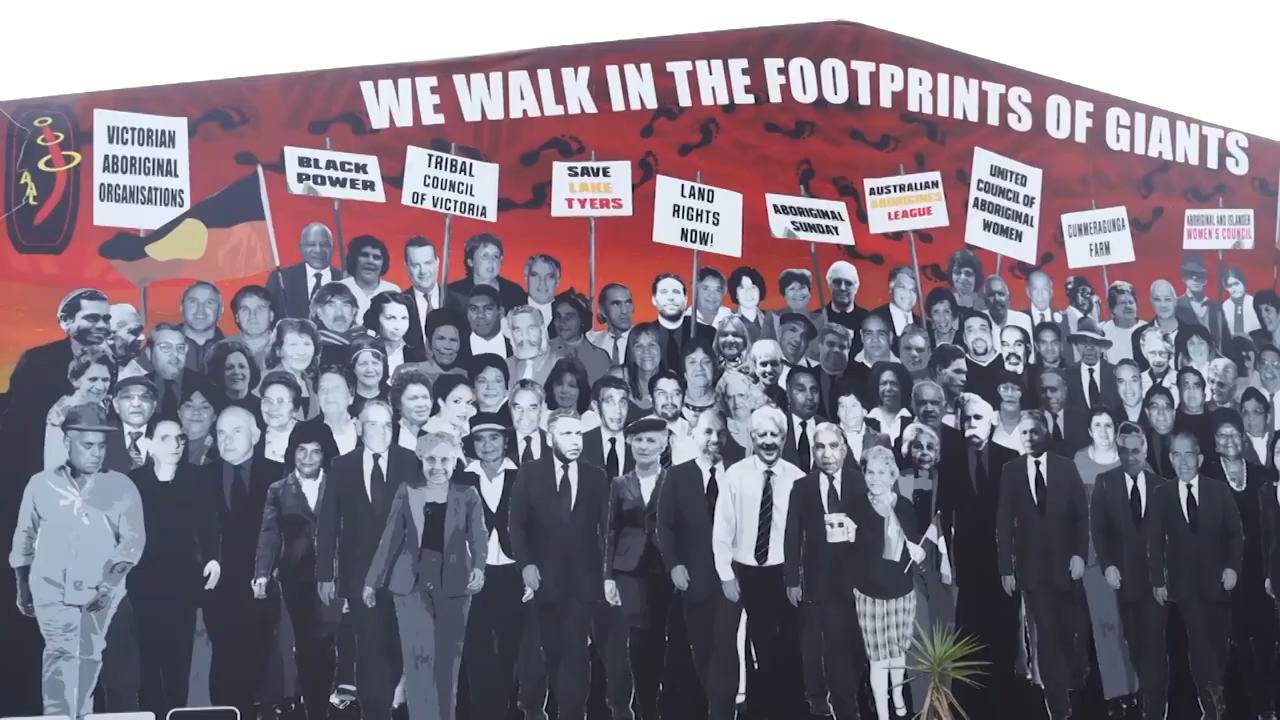 WE WALK IN THE FOOTPRINTS OF GIANTS
AAL
VICTORIAN
ABORIGINAL
ORGANISATIONS
BLACK
POWER
TRIBAL
COUNCIL
OF VICTORIA
SAVE
LAKE
TYERS
LAND
RIGHTS
NOW!
ABORIGINAL
SUNDAY
AUSTRALIAN
ABORIGINES
LEAGUE
UNITED
COUNCIL OF
ABORIGINAL
WOMEN
CUMMERAGUNGA
FARM
ABORIGINAL AND ISLANDER
WOMEN'S COUNCIL